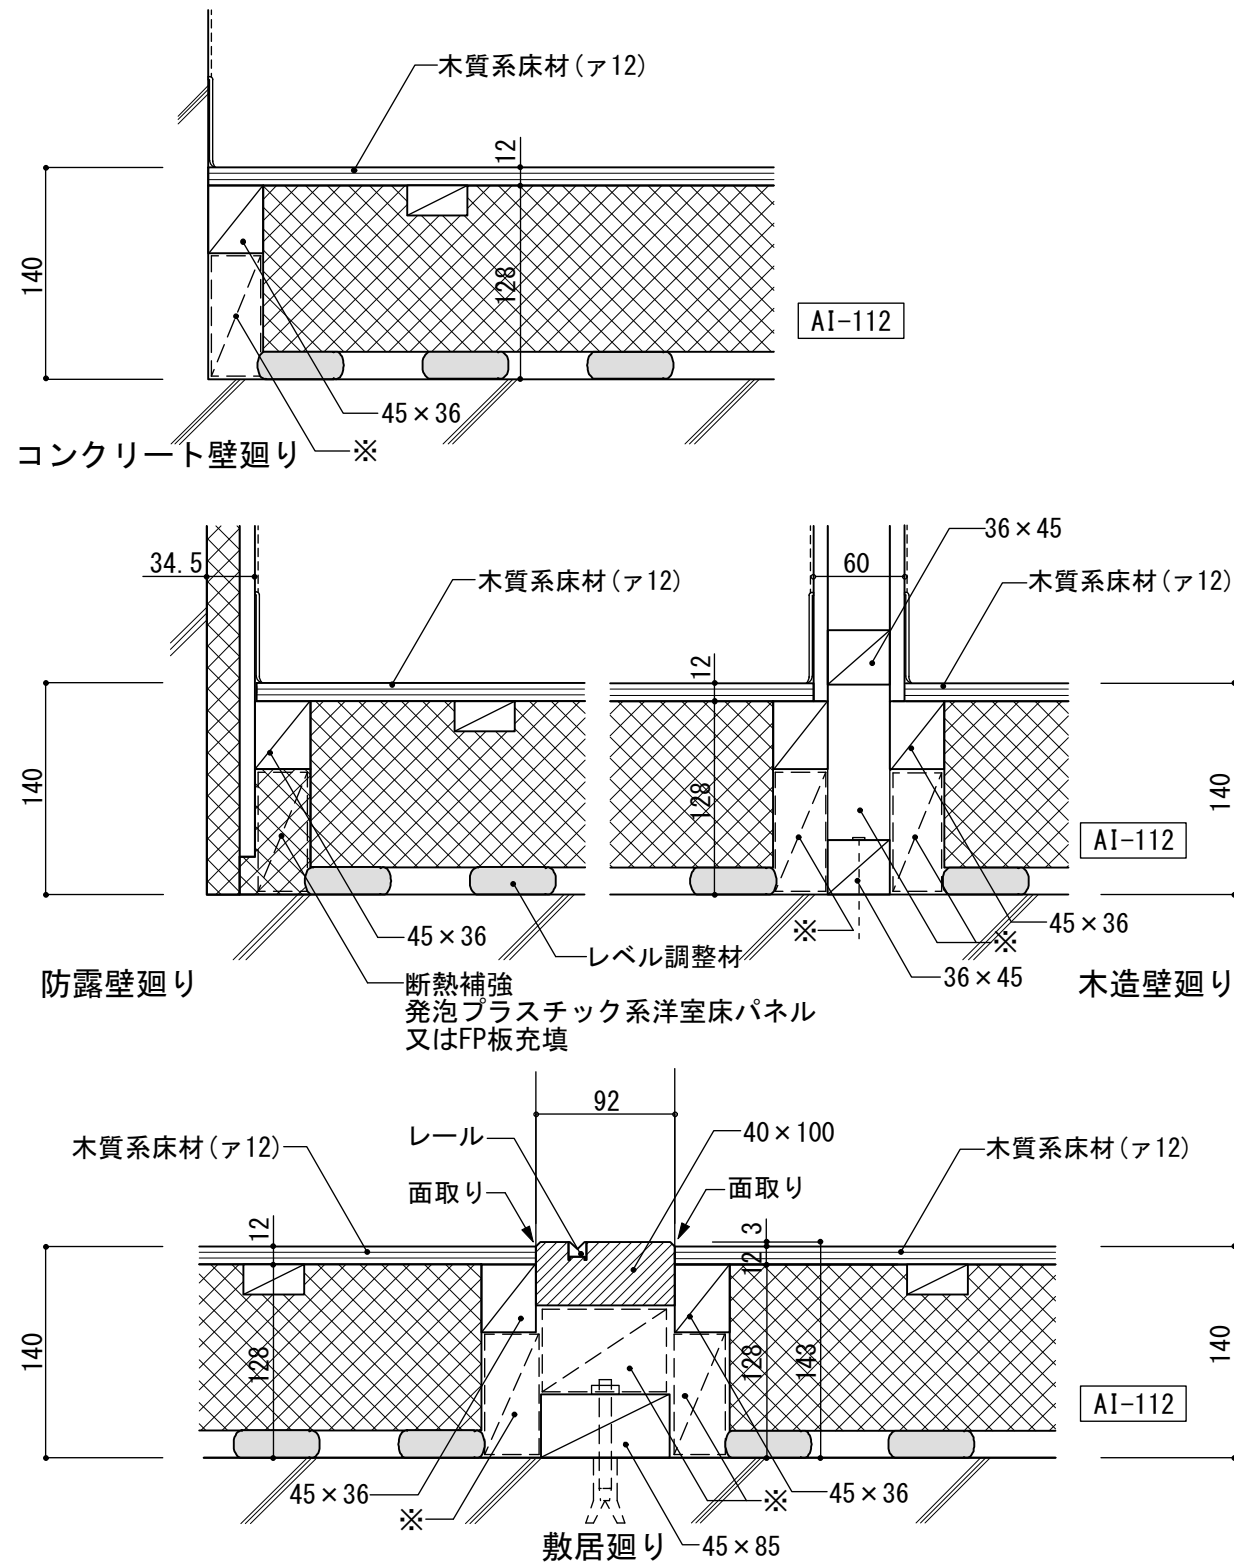 木質系床材(ァ12)
12
140
128
AI-112
45×36
コンクリート壁廻り
※
36×45
34.5
60
木質系床材(ァ12)
木質系床材(ァ12)
12
140
128
140
AI-112
45×36
※
45×36
※
レベル調整材
36×45
防露壁廻り
断熱補強
木造壁廻り
発泡プラスチック系洋室床パネル
又はFP板充填
92
木質系床材(ァ12)
レール
40×100
木質系床材(ァ12)
面取り
面取り
12
3
12
140
128
128
143
140
AI-112
45×36
※
※
45×36
敷居廻り
45×85